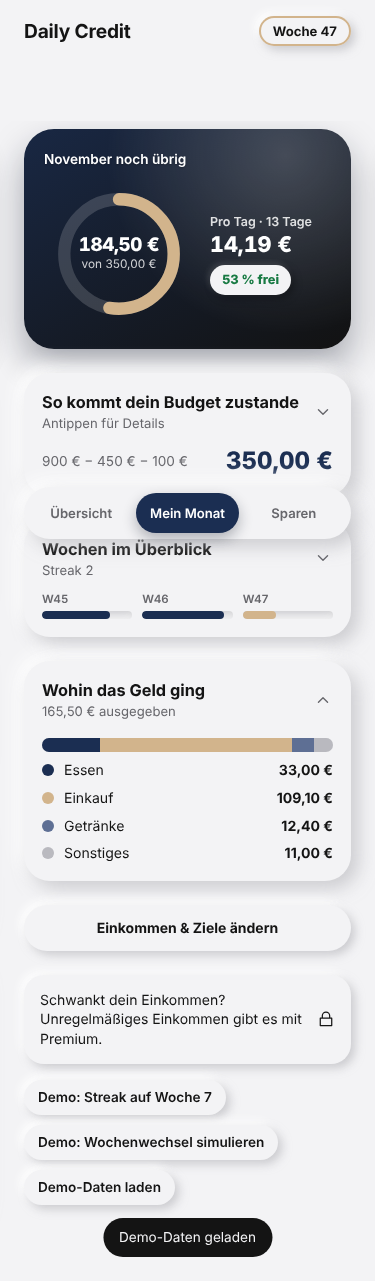 Daily Credit
Woche 47
November noch übrig
184,50 €
von 350,00 €
Pro Tag · 13 Tage
14,19 €
53 % frei
So kommt dein Budget zustande
Antippen für Details
900 € − 450 € − 100 €
350,00 €
Übersicht
Mein Monat
Sparen
Wochen im Überblick
Streak 2
W45
W46
W47
Wohin das Geld ging
165,50 € ausgegeben
Essen
33,00 €
Einkauf
109,10 €
Getränke
12,40 €
Sonstiges
11,00 €
Einkommen & Ziele ändern
Schwankt dein Einkommen?
Unregelmäßiges Einkommen gibt es mit
Premium.
Demo: Streak auf Woche 7
Demo: Wochenwechsel simulieren
Demo-Daten laden
Demo-Daten geladen